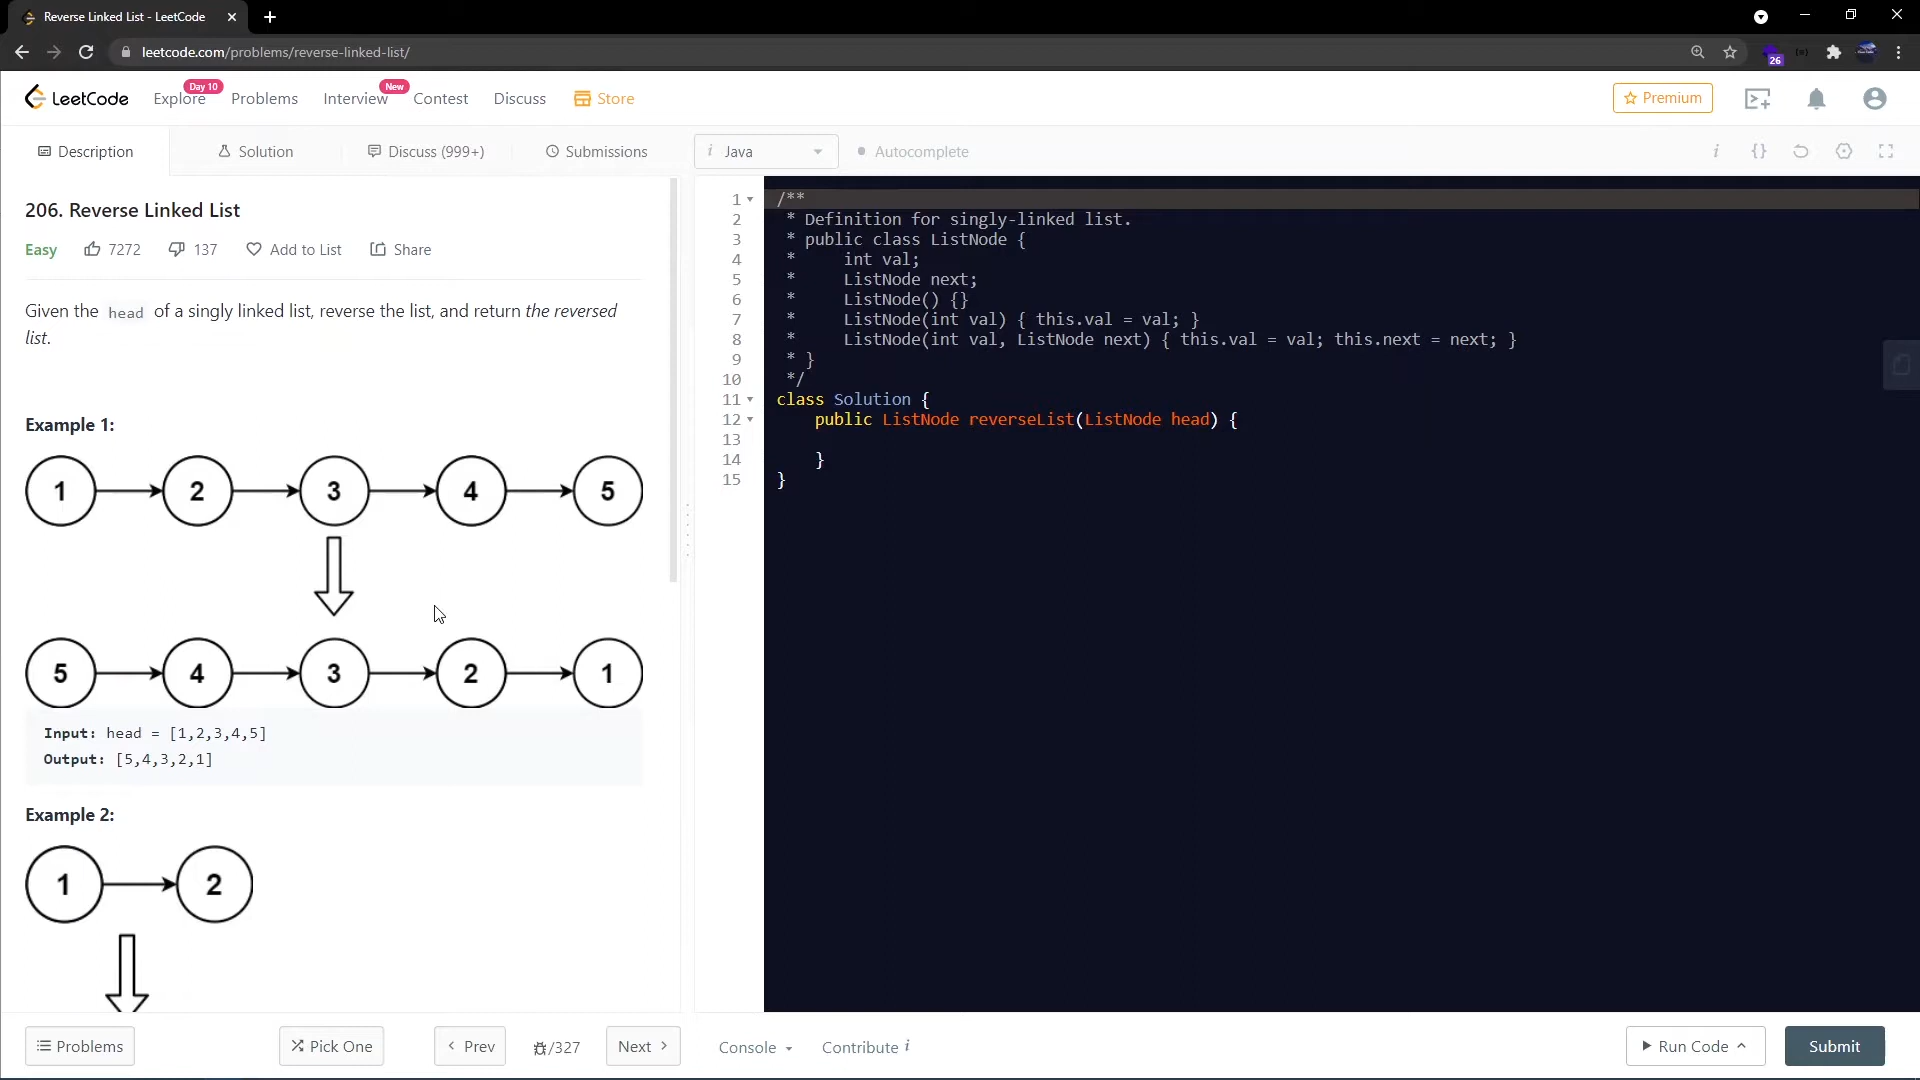 Reverse Linked List - LeetCode
leetcode.com/problems/reverse-linked-list/
26
LeetCode
Explore
Day 10
Problems
Interview
New
Contest
Discuss
Store
Premium
Description
Solution
Discuss (999+)
Submissions
i Java
Autocomplete
i
{}
206. Reverse Linked List
Easy
7272
137
Add to List
Share
Given the head of a singly linked list, reverse the list, and return the reversed
list.
Example 1:
1 2 3 4 5
5 4 3 2 1
Input: head = [1,2,3,4,5]
Output: [5,4,3,2,1]
Example 2:
1 2
1 /**
2 * Definition for singly-linked list.
3 * public class ListNode {
4 *     int val;
5 *     ListNode next;
6 *     ListNode() {}
7 *     ListNode(int val) { this.val = val; }
8 *     ListNode(int val, ListNode next) { this.val = val; this.next = next; }
9 * }
10 */
11 class Solution {
12     public ListNode reverseList(ListNode head) {
13
14     }
15 }
Problems
Pick One
Prev
/327
Next
Console
Contribute i
Run Code
Submit